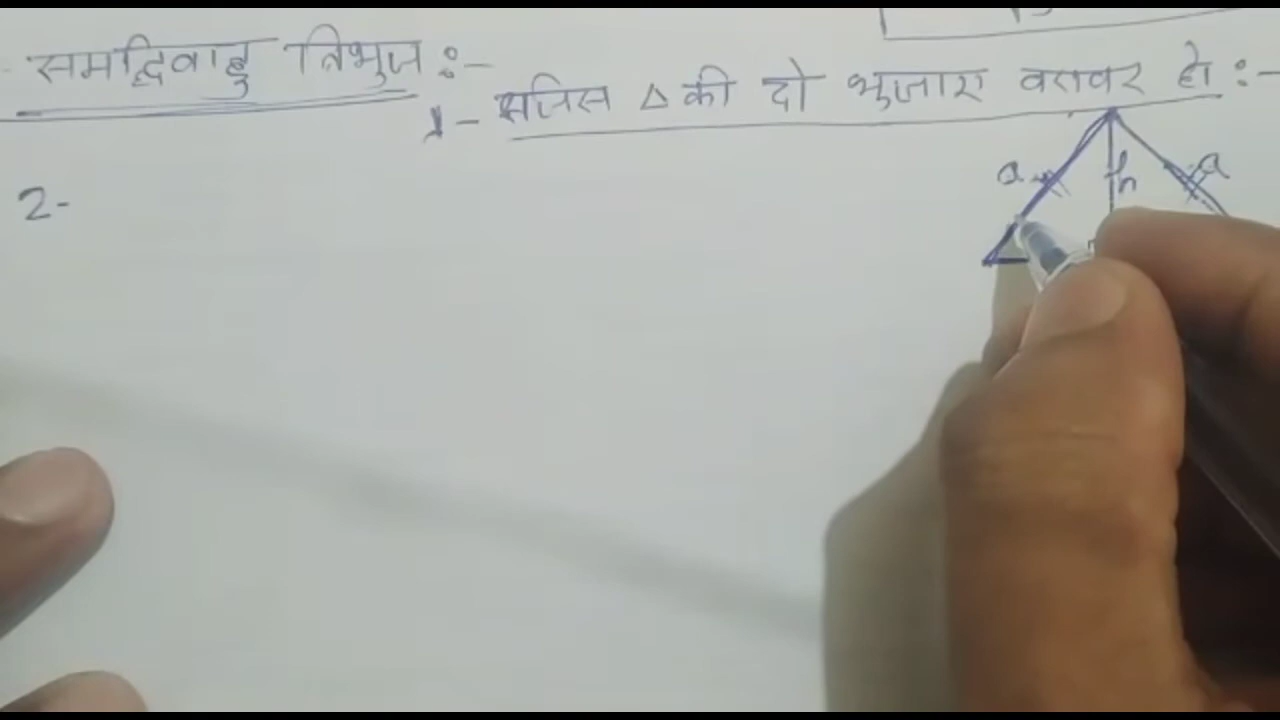 समद्विवाहु त्रिभुज :-
1- जिस △ की दो भुजाए बराबर हो :-
a h a
2-